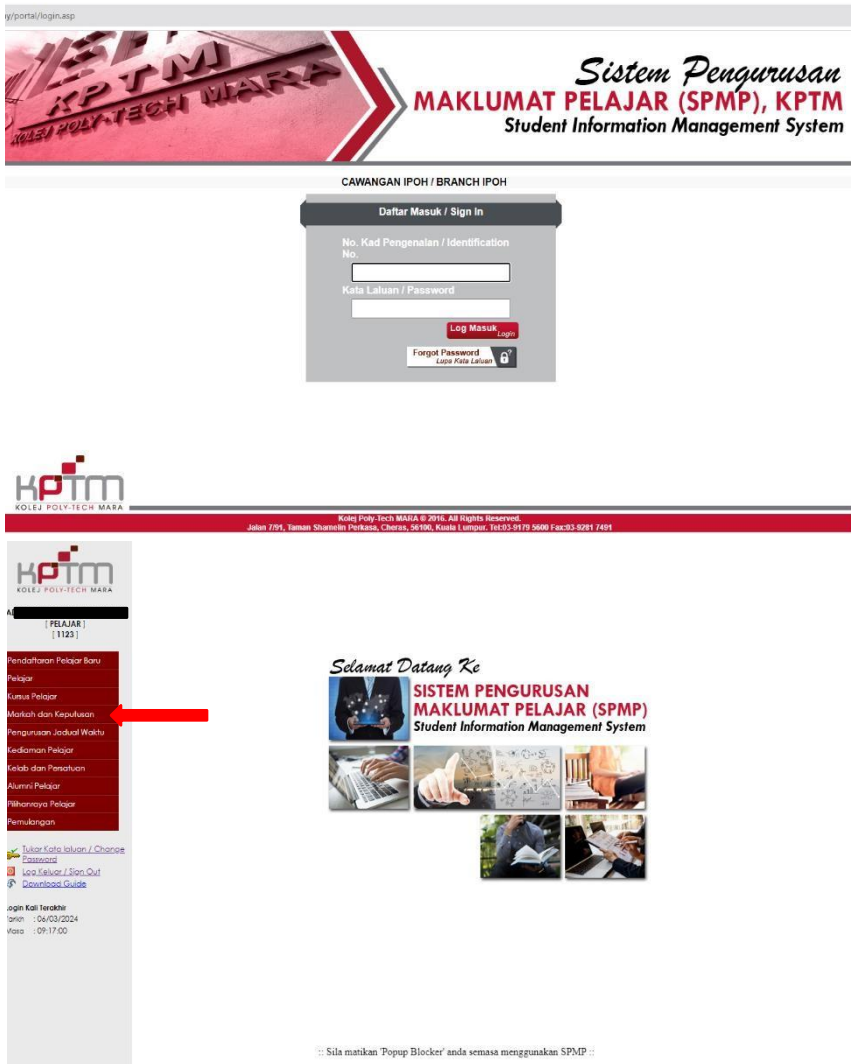 y/portal/login.asp
KPTM
KOLEJ POLY-TECH MARA
Sistem Pengurusan
MAKLUMAT PELAJAR (SPMP), KPTM
Student Information Management System
CAWANGAN IPOH / BRANCH IPOH
Daftar Masuk / Sign In
No. Kad Pengenalan / Identification
No.
Kata Laluan / Password
Log Masuk
Login
Forgot Password
Lupa Kata Laluan
KPTM
KOLEJ POLY-TECH MARA
Kolej Poly-Tech MARA © 2016. All Rights Reserved.
Jalan 7/91, Taman Shamelin Perkasa, Cheras, 56100, Kuala Lumpur. Tel:03-9179 5600 Fax:03-9281 7491
KPTM
KOLEJ POLY-TECH MARA
[ PELAJAR ]
[ 1123 ]
Pendaftaran Pelajar Baru
Pelajar
Kursus Pelajar
Markah dan Keputusan
Pengurusan Jadual Waktu
Kediaman Pelajar
Kelab dan Persatuan
Alumni Pelajar
Pilihanraya Pelajar
Pemulangan
Tukar Kata laluan / Change
Password
Log Keluar / Sign Out
Download Guide
Login Kali Terakhir
Tarikh : 06/03/2024
Masa : 09:17:00
Selamat Datang Ke
SISTEM PENGURUSAN
MAKLUMAT PELAJAR (SPMP)
Student Information Management System
:: Sila matikan 'Popup Blocker' anda semasa menggunakan SPMP ::